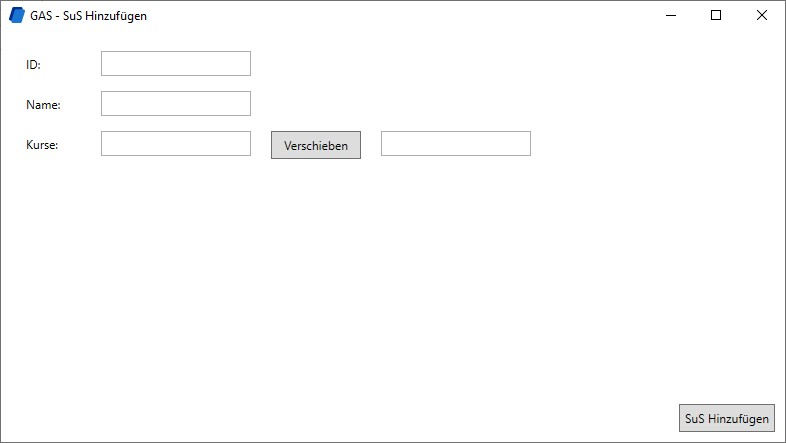 GAS - SuS Hinzufügen
ID:
Name:
Kurse:
Verschieben
SuS Hinzufügen